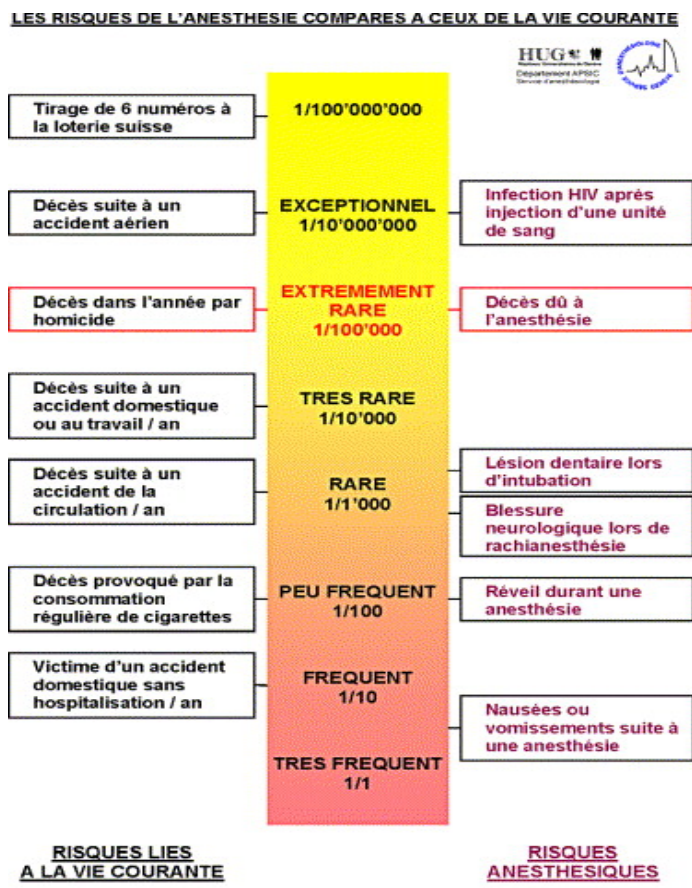 LES RISQUES DE L'ANESTHESIE COMPARES A CEUX DE LA VIE COURANTE
HUG
Hôpitaux Universitaires de Genève
Département APSIC
Service d'anesthésiologie
Tirage de 6 numéros à
la loterie suisse
1/100'000'000
Décès suite à un
accident aérien
EXCEPTIONNEL
1/10'000'000
Infection HIV après
injection d'une unité
de sang
Décès dans l'année par
homicide
EXTREMEMENT
RARE
1/100'000
Décès dû à
l'anesthésie
Décès suite à un
accident domestique
ou au travail / an
TRES RARE
1/10'000
Décès suite à un
accident de la
circulation / an
RARE
1/1'000
Lésion dentaire lors
d'intubation
Blessure
neurologique lors de
rachianesthésie
Décès provoqué par la
consommation
régulière de cigarettes
PEU FREQUENT
1/100
Réveil durant une
anesthésie
Victime d'un accident
domestique sans
hospitalisation / an
FREQUENT
1/10
Nausées ou
vomissements suite à
une anesthésie
TRES FREQUENT
1/1
RISQUES LIES
A LA VIE COURANTE
RISQUES
ANESTHESIQUES